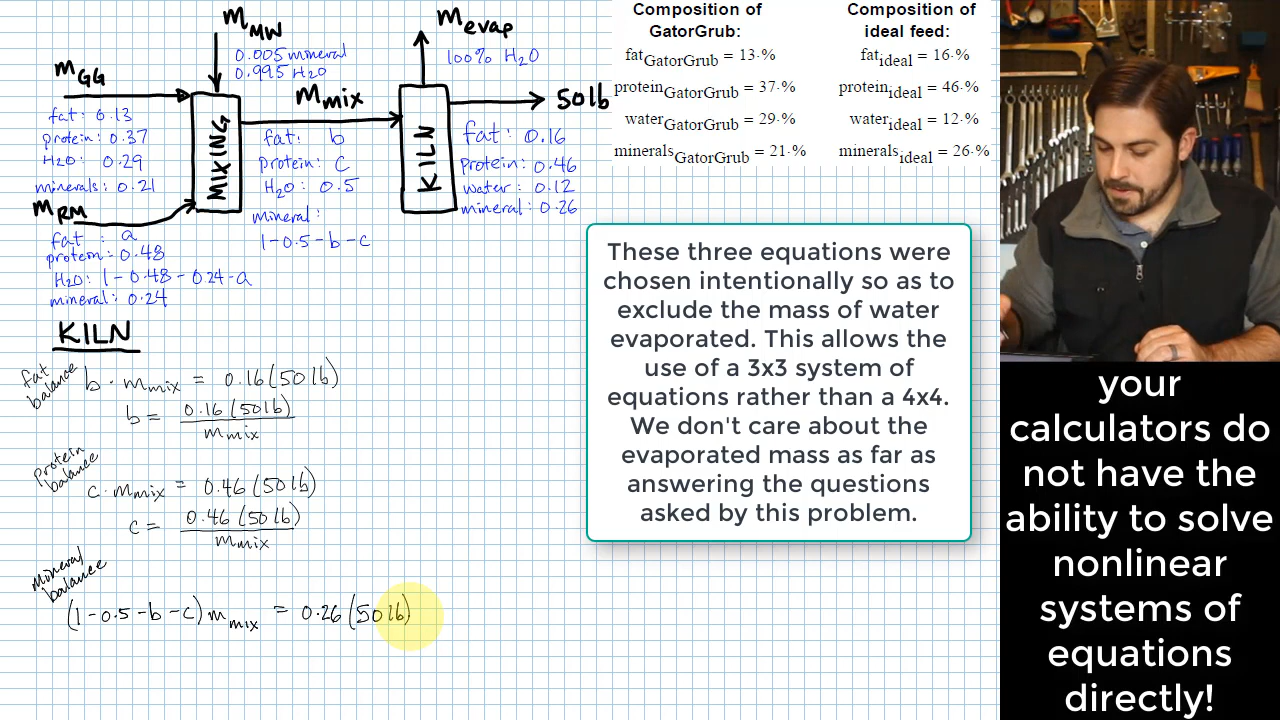 m_GG
fat: 0.13
protein: 0.37
H2O: 0.29
minerals: 0.21
m_RM
fat: a
protein: 0.48
H2O: 1 - 0.48 - 0.24 - a
mineral: 0.24
m_MW
0.005 mineral
0.995 H2O
MIXING
m_mix
fat: b
protein: c
H2O: 0.5
mineral:
1-0.5-b-c
m_evap
100% H2O
KILN
50lb
fat: 0.16
Protein: 0.46
water: 0.12
mineral: 0.26
Composition of
GatorGrub:
fat_GatorGrub = 13·%
protein_GatorGrub = 37·%
water_GatorGrub = 29·%
minerals_GatorGrub = 21·%
Composition of
ideal feed:
fat_ideal = 16·%
protein_ideal = 46·%
water_ideal = 12·%
minerals_ideal = 26·%
KILN
fat
balance
b · m_mix = 0.16(50 lb)
b = 0.16(50lb) / m_mix
Protein
balance
c · m_mix = 0.46(50 lb)
c = 0.46(50 lb) / m_mix
Mineral
balance
(1-0.5-b-c) m_mix = 0.26(50 lb)
These three equations were
chosen intentionally so as to
exclude the mass of water
evaporated. This allows the
use of a 3x3 system of
equations rather than a 4x4.
We don't care about the
evaporated mass as far as
answering the questions
asked by this problem.
your
calculators do
not have the
ability to solve
nonlinear
systems of
equations
directly!